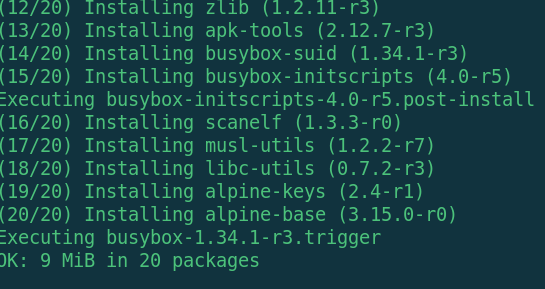 (12/20) Installing zlib (1.2.11-r3)
(13/20) Installing apk-tools (2.12.7-r3)
(14/20) Installing busybox-suid (1.34.1-r3)
(15/20) Installing busybox-initscripts (4.0-r5)
Executing busybox-initscripts-4.0-r5.post-install
(16/20) Installing scanelf (1.3.3-r0)
(17/20) Installing musl-utils (1.2.2-r7)
(18/20) Installing libc-utils (0.7.2-r3)
(19/20) Installing alpine-keys (2.4-r1)
(20/20) Installing alpine-base (3.15.0-r0)
Executing busybox-1.34.1-r3.trigger
OK: 9 MiB in 20 packages